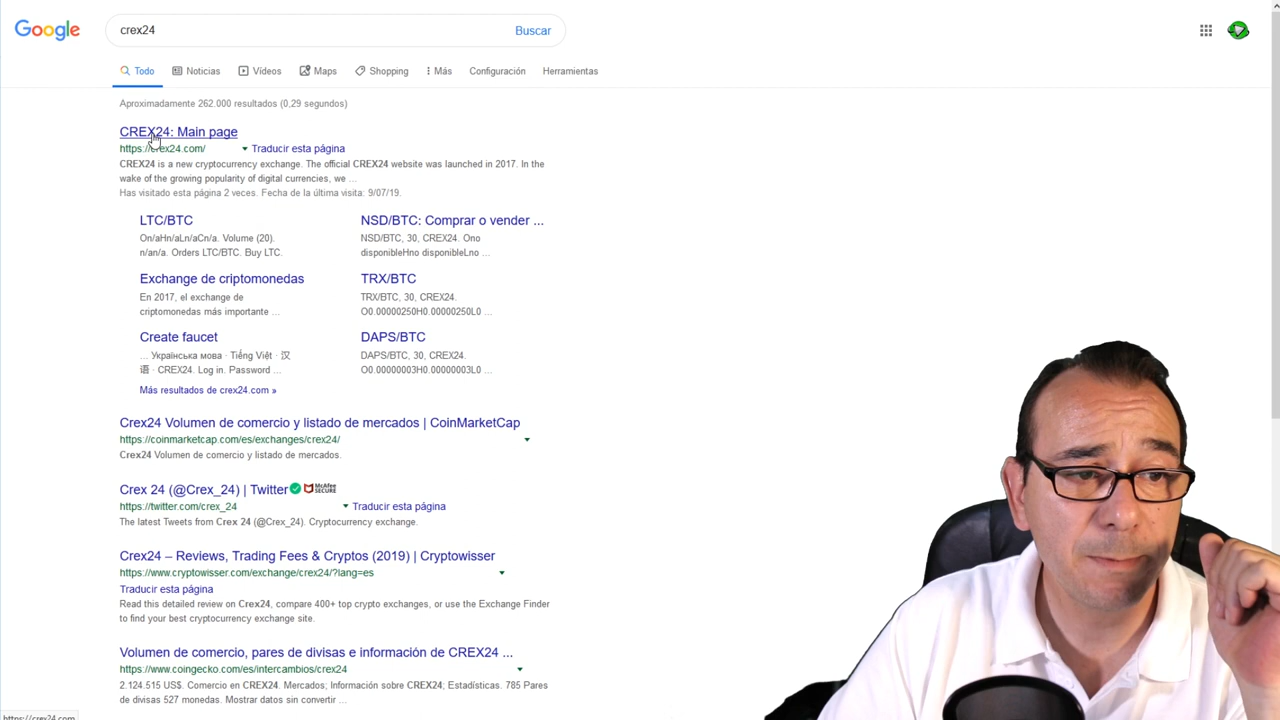 Google
crex24
Buscar
Todo Noticias Vídeos Maps Shopping Más Configuración Herramientas
Aproximadamente 262.000 resultados (0,29 segundos)
CREX24: Main page
https://crex24.com/ Traducir esta página
CREX24 is a new cryptocurrency exchange. The official CREX24 website was launched in 2017. In the
wake of the growing popularity of digital currencies, we ...
Has visitado esta página 2 veces. Fecha de la última visita: 9/07/19.
LTC/BTC
On/aHn/aLn/aCn/a. Volume (20).
n/an/a. Orders LTC/BTC. Buy LTC.
NSD/BTC: Comprar o vender ...
NSD/BTC, 30, CREX24. Ono
disponibleHno disponibleLno ...
Exchange de criptomonedas
En 2017, el exchange de
criptomonedas más importante ...
TRX/BTC
TRX/BTC, 30, CREX24.
O0.00000250H0.00000250L0 ...
Create faucet
... Українська мова · Tiếng Việt · 汉
语 · CREX24. Log in. Password ...
DAPS/BTC
DAPS/BTC, 30, CREX24.
O0.00000003H0.00000003L0 ...
Más resultados de crex24.com »
Crex24 Volumen de comercio y listado de mercados | CoinMarketCap
https://coinmarketcap.com/es/exchanges/crex24/
Crex24 Volumen de comercio y listado de mercados.
Crex 24 (@Crex_24) | Twitter McAfee SECURE
https://twitter.com/crex_24 Traducir esta página
The latest Tweets from Crex 24 (@Crex_24). Cryptocurrency exchange.
Crex24 – Reviews, Trading Fees & Cryptos (2019) | Cryptowisser
https://www.cryptowisser.com/exchange/crex24/?lang=es
Traducir esta página
Read this detailed review on Crex24, compare 400+ top crypto exchanges, or use the Exchange Finder
to find your best cryptocurrency exchange site.
Volumen de comercio, pares de divisas e información de CREX24 ...
https://www.coingecko.com/es/intercambios/crex24
2.124.515 US$. Comercio en CREX24. Mercados; Información sobre CREX24; Estadísticas. 785 Pares
de divisas 527 monedas. Mostrar datos sin convertir ...
https://crex24.com